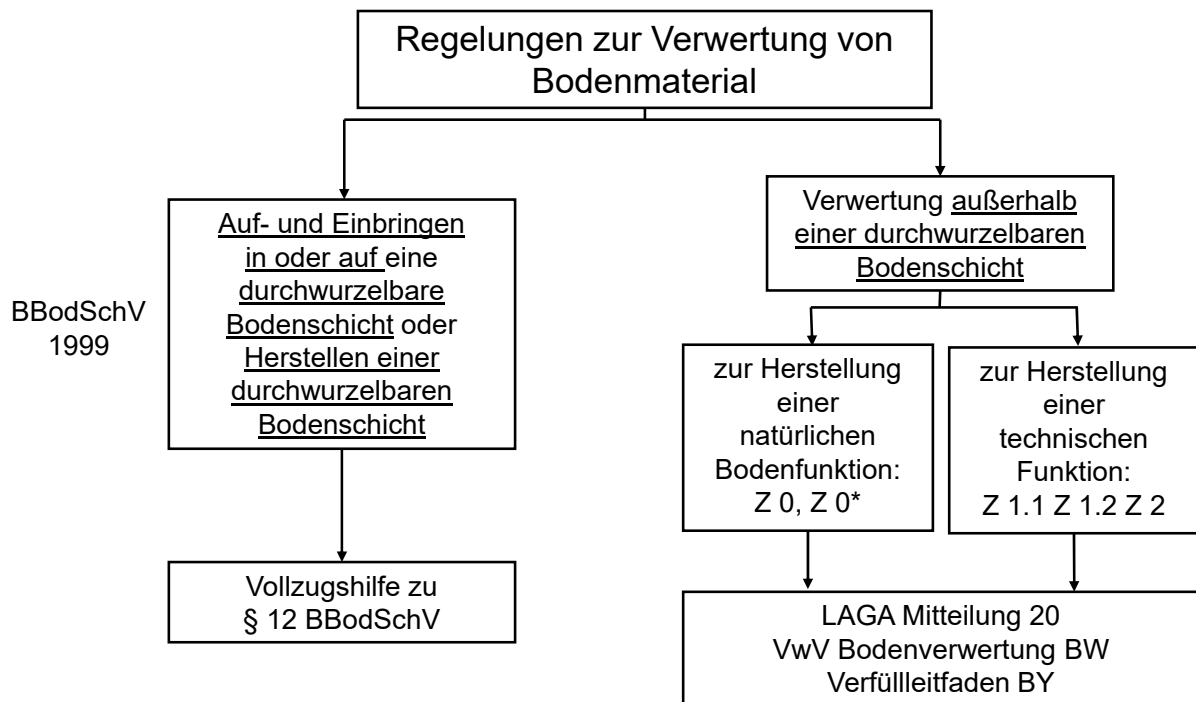 Regelungen zur Verwertung von
Bodenmaterial
BBodSchV
1999
Auf- und Einbringen
in oder auf eine
durchwurzelbare
Bodenschicht oder
Herstellen einer
durchwurzelbaren
Bodenschicht
Vollzugshilfe zu
§ 12 BBodSchV
Verwertung außerhalb
einer durchwurzelbaren
Bodenschicht
zur Herstellung
einer
natürlichen
Bodenfunktion:
Z 0, Z 0*
zur Herstellung
einer
technischen
Funktion:
Z 1.1 Z 1.2 Z 2
LAGA Mitteilung 20
VwV Bodenverwertung BW
Verfüllleitfaden BY